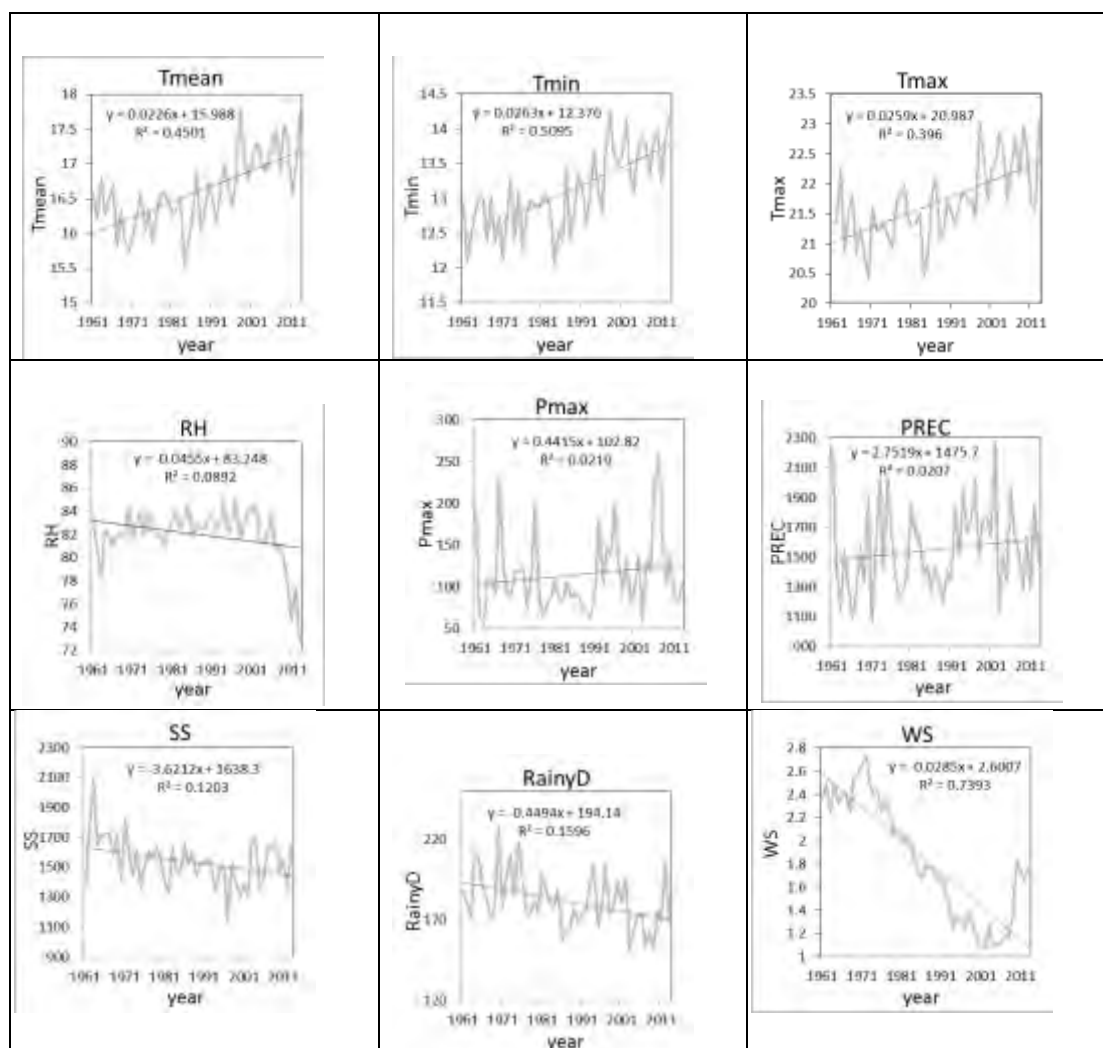 Tmean
y = 0.0226x + 15.988
R² = 0.4501
18
17.5
17
16.5
16
15.5
15
Tmean
1961 1971 1981 1991 2001 2011
year
Tmin
y = 0.0263x + 12.376
R² = 0.5095
14.5
14
13.5
13
12.5
12
11.5
Tmin
1961 1971 1981 1991 2001 2011
year
Tmax
y = 0.0259x + 20.987
R² = 0.396
23.5
23
22.5
22
21.5
21
20.5
20
Tmax
1961 1971 1981 1991 2001 2011
year
RH
y = -0.0455x + 83.248
R² = 0.0892
90
88
86
84
82
80
78
76
74
72
RH
1961 1971 1981 1991 2001 2011
year
Pmax
y = 0.4415x + 102.82
R² = 0.0210
300
250
200
150
100
50
Pmax
1961 1971 1981 1991 2001 2011
year
PREC
y = 2.7519x + 1475.7
R² = 0.0207
2300
2100
1900
1700
1500
1300
1100
900
PREC
1961 1971 1981 1991 2001 2011
year
SS
y = -3.6212x + 1638.3
R² = 0.1203
2300
2100
1900
1700
1500
1300
1100
900
SS
1961 1971 1981 1991 2001 2011
year
RainyD
y = -0.4494x + 194.14
R² = 0.1596
220
170
120
RainyD
1961 1971 1981 1991 2001 2011
year
WS
y = -0.0285x + 2.6007
R² = 0.7393
2.8
2.6
2.4
2.2
2
1.8
1.6
1.4
1.2
1
WS
1961 1971 1981 1991 2001 2011
year